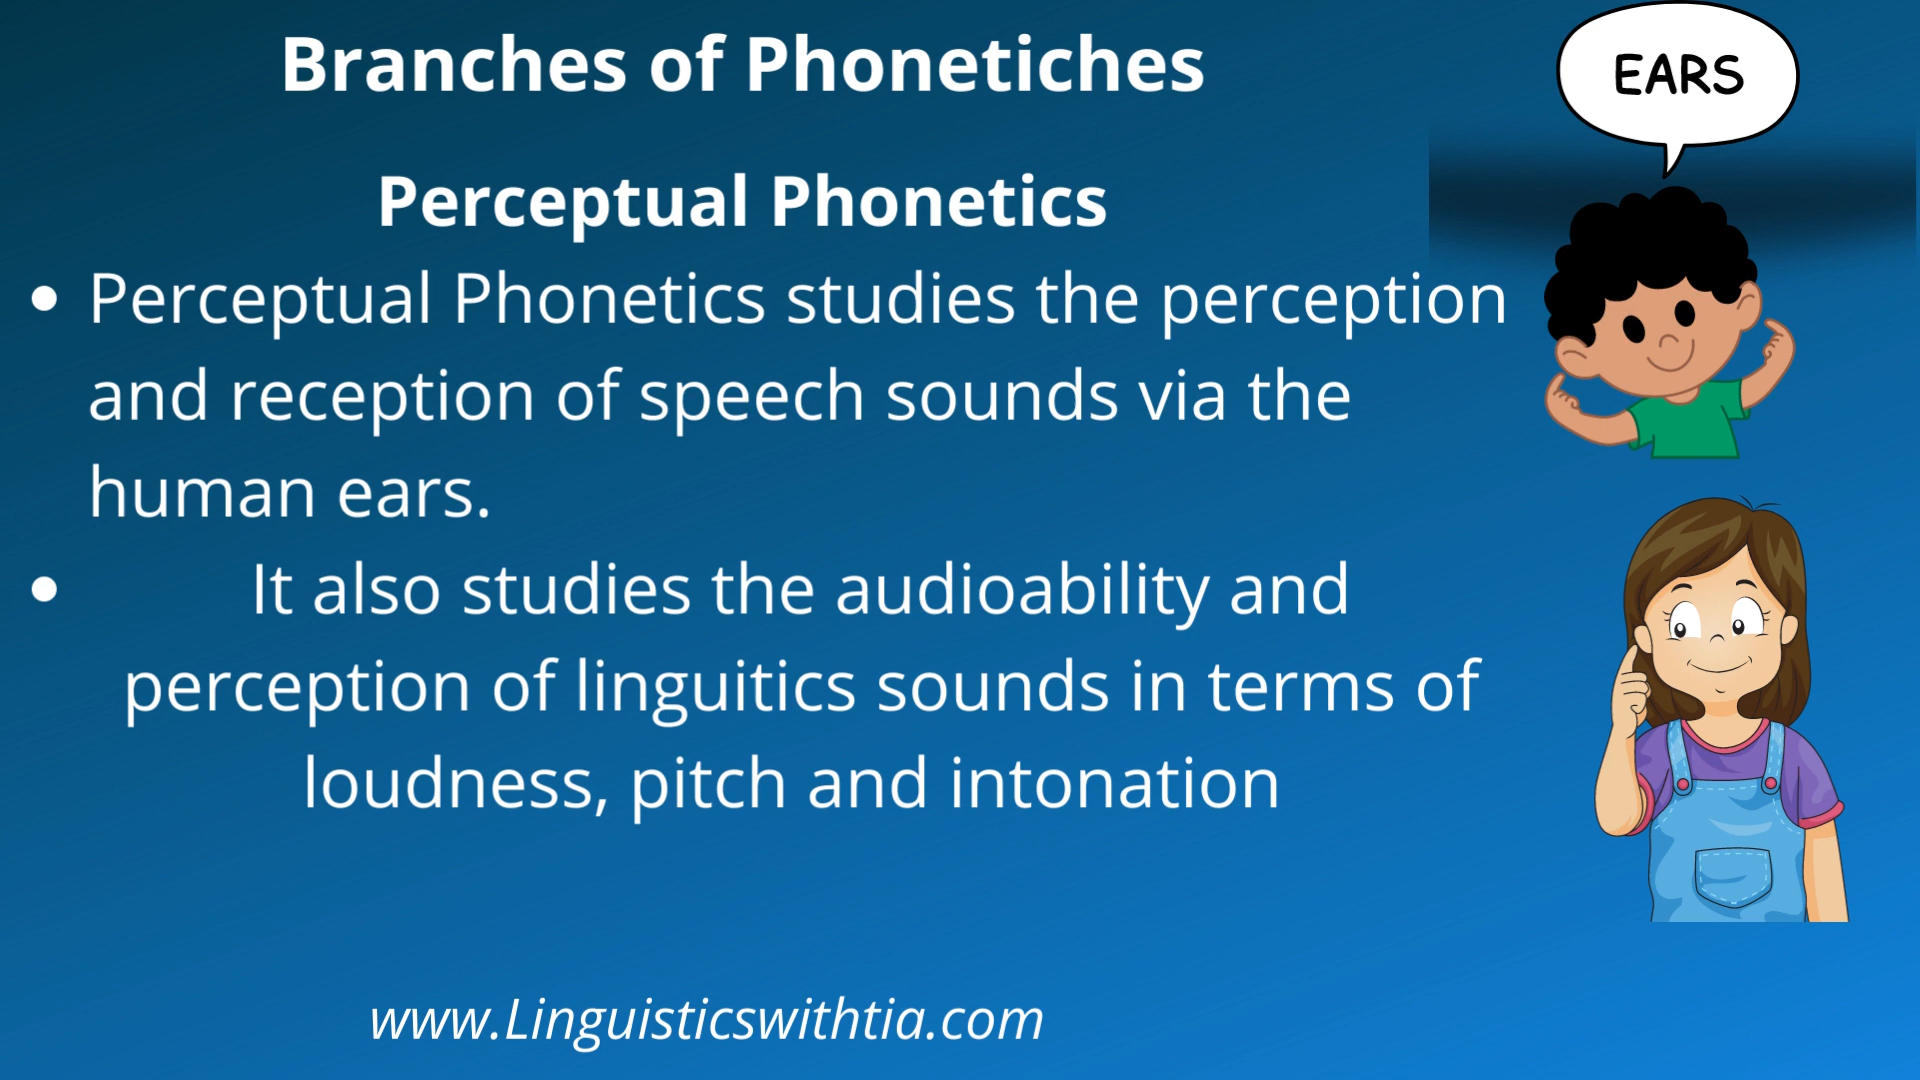 Branches of Phonetiches
EARS
Perceptual Phonetics
• Perceptual Phonetics studies the perception
and reception of speech sounds via the
human ears.
• It also studies the audioability and
perception of linguitics sounds in terms of
loudness, pitch and intonation
www.Linguisticswithtia.com